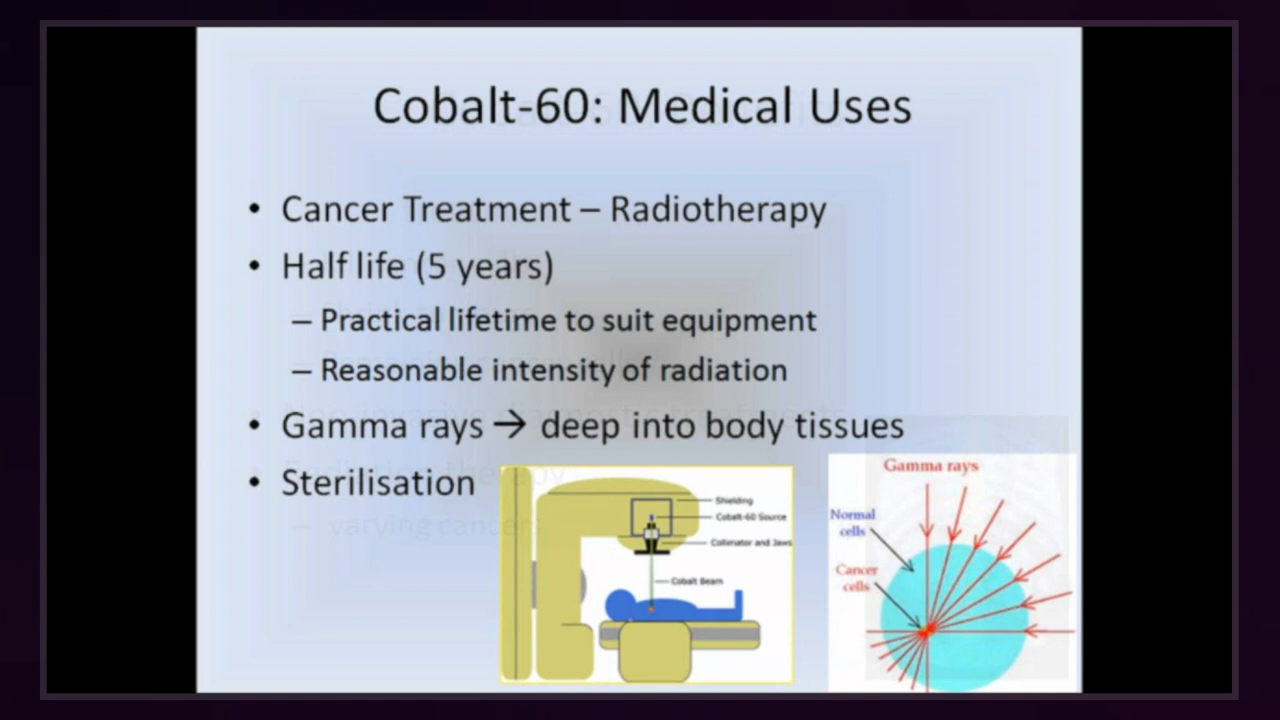 Cobalt-60: Medical Uses
• Cancer Treatment – Radiotherapy
• Half life (5 years)
– Practical lifetime to suit equipment
– Reasonable intensity of radiation
• Gamma rays → deep into body tissues
• Sterilisation
Shielding
Cobalt-60 Source
Collimator and Jaws
Cobalt Beam
Gamma rays
Normal
cells
Cancer
cells
varying cancers